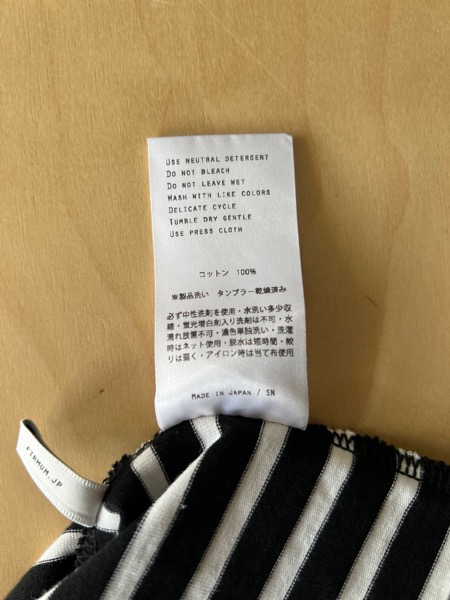 USE NEUTRAL DETERGENT
DO NOT BLEACH
DO NOT LEAVE WET
WASH WITH LIKE COLORS
DELICATE CYCLE
TUMBLE DRY GENTLE
USE PRESS CLOTH
コットン 100%
※製品洗い タンブラー乾燥済み
必ず中性洗剤を使用・水洗い多少収
縮・蛍光増白剤入り洗剤は不可・水
濡れ放置不可・濃色単独洗い・洗濯
時はネット使用・脱水は短時間・絞
りは弱く・アイロン時は当て布使用
MADE IN JAPAN / SN
FIRMUM.JP